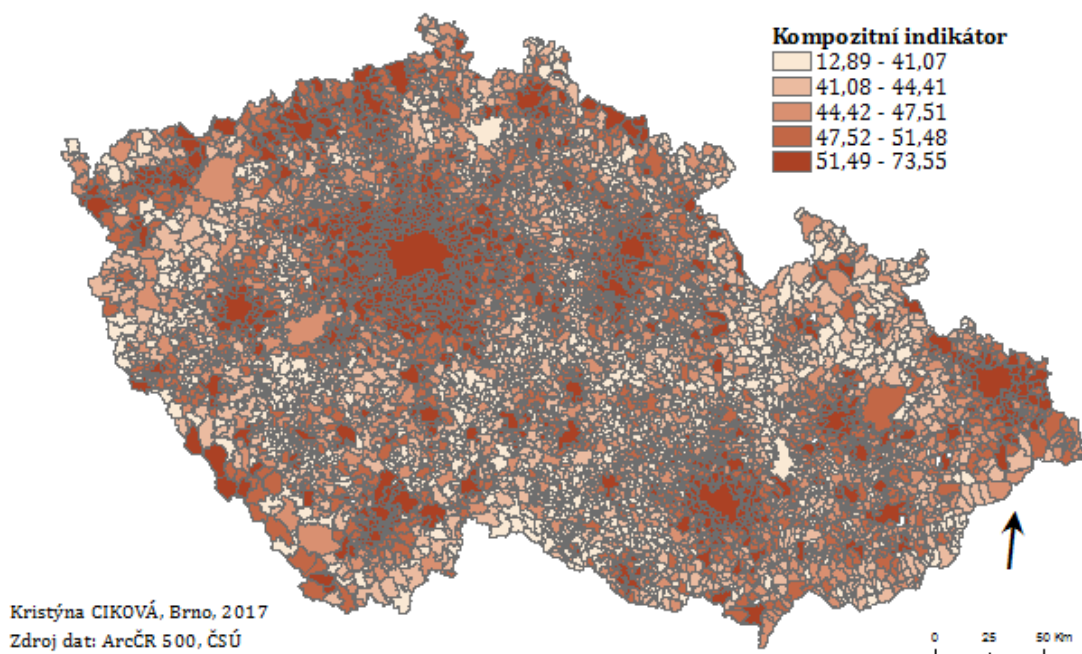 Kompozitní indikátor
12,89 - 41,07
41,08 - 44,41
44,42 - 47,51
47,52 - 51,48
51,49 - 73,55
Kristýna CIKOVÁ, Brno, 2017
Zdroj dat: ArcČR 500, ČSÚ
0 25 50 Km